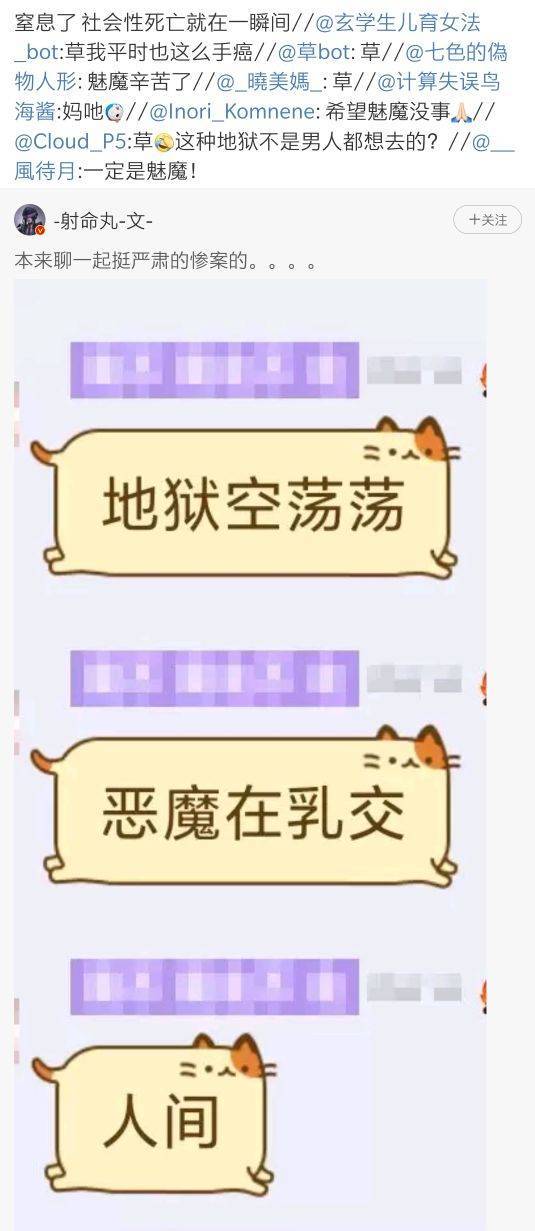 窒息了 社会性死亡就在一瞬间//@玄学生儿育女法
_bot:草我平时也这么手癌//@草bot: 草//@七色的偽
物人形: 魅魔辛苦了//@_曉美媽_: 草//@计算失误鸟
海酱:妈吔//@Inori_Komnene: 希望魅魔没事🙏🏻//
@Cloud_P5:草🤣这种地狱不是男人都想去的？//@__
風待月:一定是魅魔！
-射命丸-文-
＋关注
本来聊一起挺严肃的惨案的。。。。
地狱空荡荡
恶魔在乳交
人间